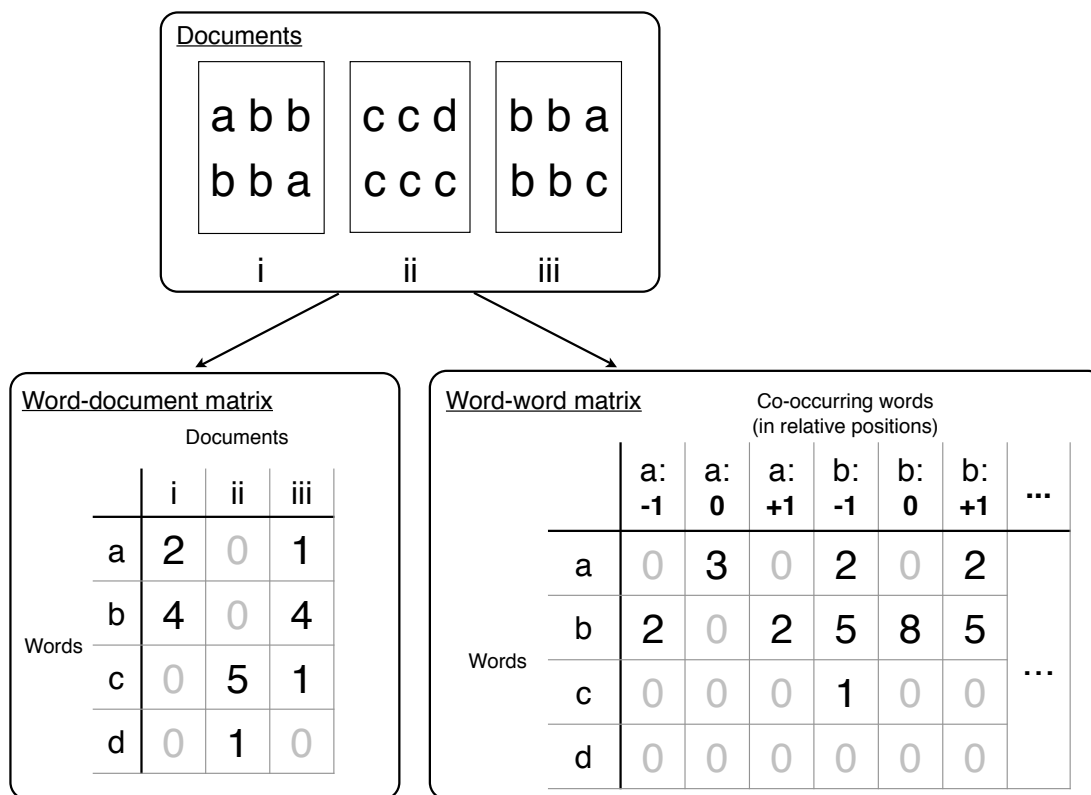 Documents
a b b
b b a
c c d
c c c
b b a
b b c
i ii iii
Word-document matrix
Documents
i ii iii
a 2 0 1
b 4 0 4
Words
c 0 5 1
d 0 1 0
Word-word matrix
Co-occurring words
(in relative positions)
a: a: a: b: b: b: ...
-1 0 +1 -1 0 +1
a 0 3 0 2 0 2
b 2 0 2 5 8 5
Words ...
c 0 0 0 1 0 0
d 0 0 0 0 0 0